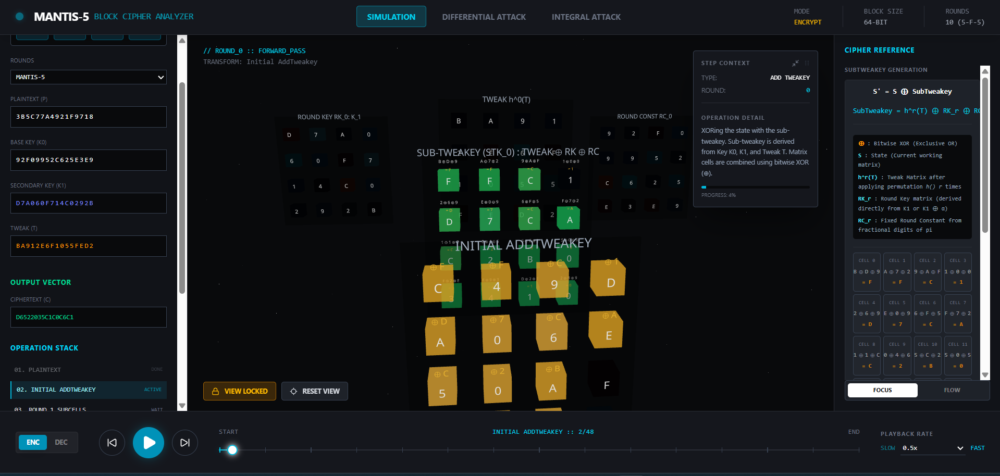 MANTIS-5 BLOCK CIPHER ANALYZER
SIMULATION
DIFFERENTIAL ATTACK
INTEGRAL ATTACK
MODE
ENCRYPT
BLOCK SIZE
64-BIT
ROUNDS
10 (5-F-5)
ROUNDS
MANTIS-5
PLAINTEXT (P)
3B5C77A4921F9718
BASE KEY (K0)
92F09952C625E3E9
SECONDARY KEY (K1)
D7A060F714C0292B
TWEAK (T)
BA912E6F1055FED2
OUTPUT VECTOR
CIPHERTEXT (C)
D6522035C1C0C6C1
OPERATION STACK
01. PLAINTEXT DONE
02. INITIAL ADDTWEAKEY ACTIVE
03. ROUND 1 SUBCELLS WAIT
// ROUND_0 :: FORWARD_PASS
TRANSFORM: Initial AddTweakey
ROUND KEY RK_0: K_1
D 7 A 0
6 0 F 7
1 4 C 0
2 9 2 B
TWEAK h^0(T)
B A 9 1
ROUND CONST RC_0
9 2 F 0
9 9 5 2
C 6 2 5
E 3 E 9
SUB-TWEAKEY (STK_0) : TWEAK ⊕ RK ⊕ RC
B⊕D⊕9 A⊕7⊕2 9⊕A⊕F 1⊕0⊕0
=F =F =C =1
F F C 1
2⊕6⊕9 E⊕0⊕9 6⊕F⊕5 F⊕7⊕2
=D =7 =C =A
D 7 C A
C 2 B 0
3 4 1 0
INITIAL ADDTWEAKEY
⊕F ⊕F ⊕C ⊕1
C 4 9 D
⊕D ⊕7 ⊕C ⊕A
A 0 6 E
⊕C ⊕2 ⊕B
5 0 A F
VIEW LOCKED
RESET VIEW
STEP CONTEXT
TYPE: ADD TWEAKEY
ROUND: 0
OPERATION DETAIL
XORing the state with the sub-
tweakey. Sub-tweakey is derived
from Key K0, K1, and Tweak T. Matrix
cells are combined using bitwise XOR
(⊕).
PROGRESS: 4%
CIPHER REFERENCE
SUBTWEAKEY GENERATION
S' = S ⊕ SubTweakey
SubTweakey = h^r(T) ⊕ RK_r ⊕ RC
⊕ : Bitwise XOR (Exclusive OR)
S : State (Current working
matrix)
h^r(T) : Tweak Matrix after
applying permutation h() r times
RK_r : Round Key matrix (derived
directly from K1 or K1 ⊕ α)
RC_r : Fixed Round Constant from
fractional digits of pi
CELL 0 CELL 1 CELL 2 CELL 3
B ⊕ D ⊕ 9 A ⊕ 7 ⊕ 2 9 ⊕ A ⊕ F 1 ⊕ 0 ⊕ 0
= F = F = C = 1
CELL 4 CELL 5 CELL 6 CELL 7
2 ⊕ 6 ⊕ 9 E ⊕ 0 ⊕ 9 6 ⊕ F ⊕ 5 F ⊕ 7 ⊕ 2
= D = 7 = C = A
CELL 8 CELL 9 CELL 10 CELL 11
1 ⊕ 1 ⊕ C 0 ⊕ 4 ⊕ 6 5 ⊕ C ⊕ 2 5 ⊕ 0 ⊕ 5
= C = 2 = B = 0
FOCUS
FLOW
ENC
DEC
START
INITIAL ADDTWEAKEY :: 2/48
END
PLAYBACK RATE
SLOW 0.5x FAST